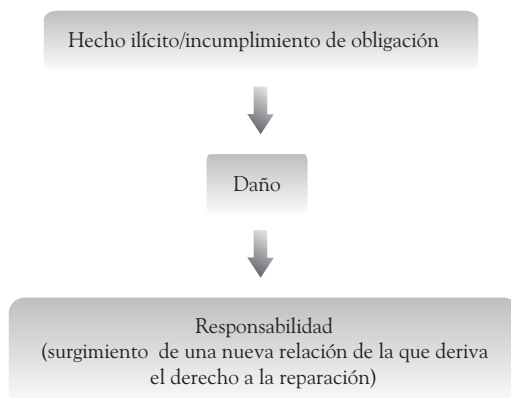 Hecho ilícito/incumplimiento de obligación
Daño
Responsabilidad
(surgimiento de una nueva relación de la que deriva
el derecho a la reparación)